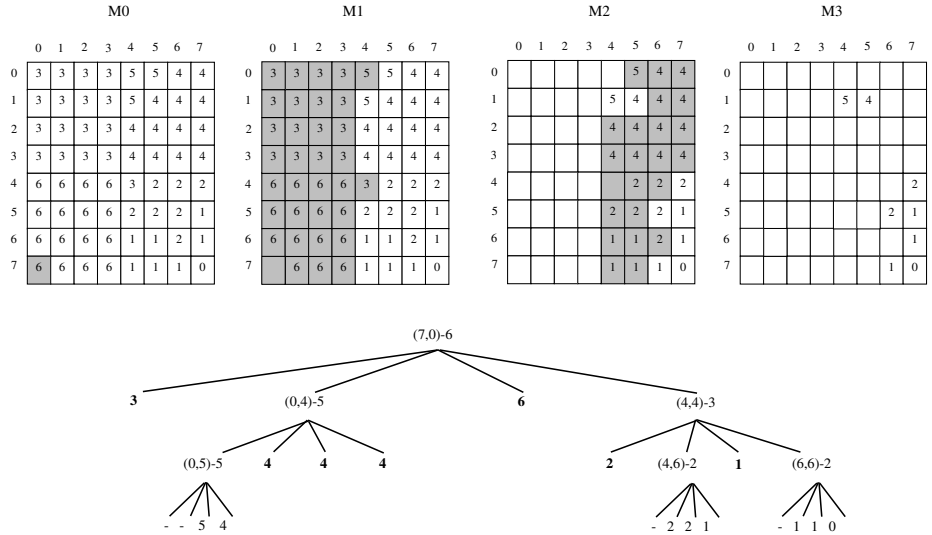 M0 M1 M2 M3
0 1 2 3 4 5 6 7 0 1 2 3 4 5 6 7 0 1 2 3 4 5 6 7 0 1 2 3 4 5 6 7
0 3 3 3 3 5 5 4 4 0 3 3 3 3 5 5 4 4 0 5 4 4 0
1 3 3 3 3 5 4 4 4 1 3 3 3 3 5 4 4 4 1 5 4 4 4 1 5 4
2 3 3 3 3 4 4 4 4 2 3 3 3 3 4 4 4 4 2 4 4 4 4 2
3 3 3 3 3 4 4 4 4 3 3 3 3 3 4 4 4 4 3 4 4 4 4 3
4 6 6 6 6 3 2 2 2 4 6 6 6 6 3 2 2 2 4 2 2 2 4 2
5 6 6 6 6 2 2 2 1 5 6 6 6 6 2 2 2 1 5 2 2 2 1 5 2 1
6 6 6 6 6 1 1 2 1 6 6 6 6 6 1 1 2 1 6 1 1 2 1 6 1
7 6 6 6 6 1 1 1 0 7 6 6 6 1 1 1 0 7 1 1 1 0 7 1 0
(7,0)-6
3 (0,4)-5 6 (4,4)-3
(0,5)-5 4 4 4 2 (4,6)-2 1 (6,6)-2
- - 5 4 - 2 2 1 - 1 1 0